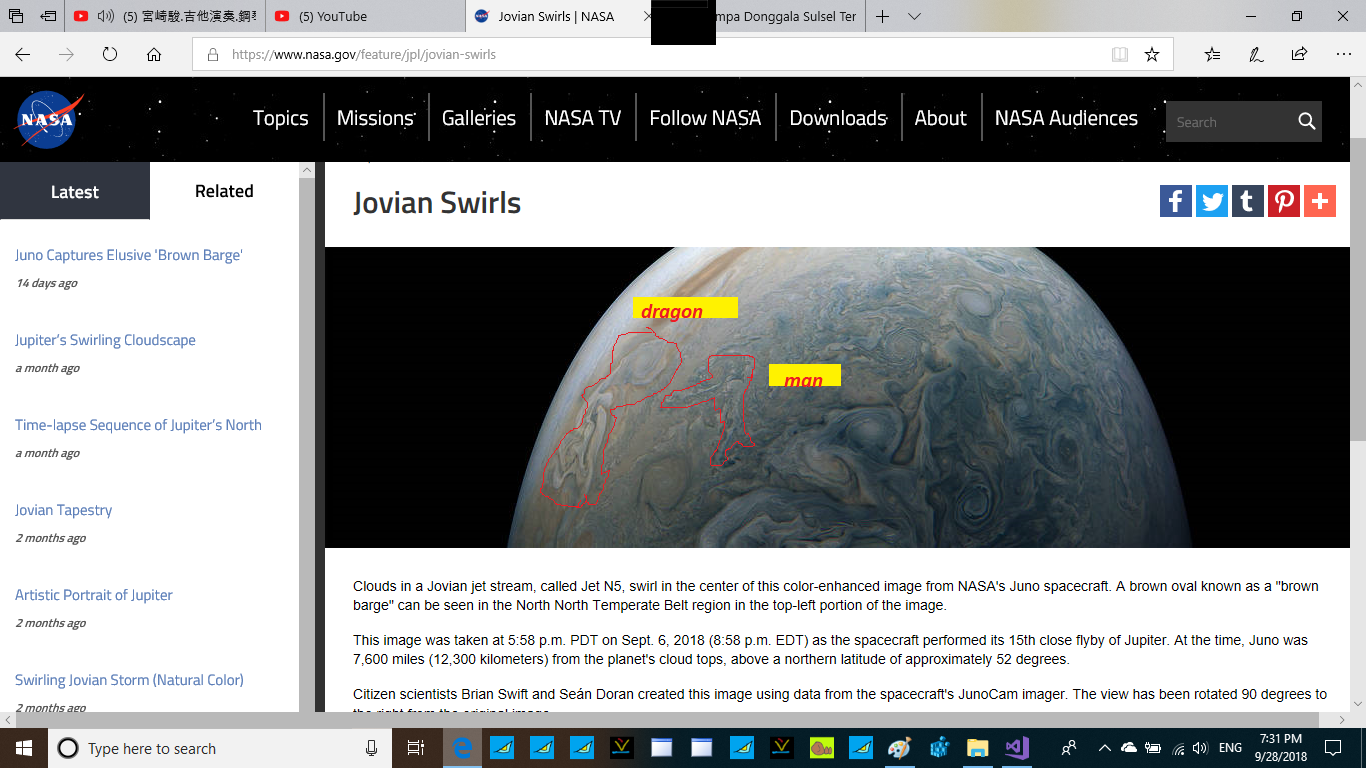 (5) 宮崎駿,吉他演奏,鋼琴
(5) YouTube
Jovian Swirls | NASA
mpa Donggala Sulsel Ter
https://www.nasa.gov/feature/jpl/jovian-swirls
NASA
Topics
Missions
Galleries
NASA TV
Follow NASA
Downloads
About
NASA Audiences
Search
Latest
Related
Juno Captures Elusive 'Brown Barge'
14 days ago
Jupiter's Swirling Cloudscape
a month ago
Time-lapse Sequence of Jupiter's North
a month ago
Jovian Tapestry
2 months ago
Artistic Portrait of Jupiter
2 months ago
Swirling Jovian Storm (Natural Color)
2 months ago
Jovian Swirls
dragon
man
Clouds in a Jovian jet stream, called Jet N5, swirl in the center of this color-enhanced image from NASA's Juno spacecraft. A brown oval known as a "brown
barge" can be seen in the North North Temperate Belt region in the top-left portion of the image.
This image was taken at 5:58 p.m. PDT on Sept. 6, 2018 (8:58 p.m. EDT) as the spacecraft performed its 15th close flyby of Jupiter. At the time, Juno was
7,600 miles (12,300 kilometers) from the planet's cloud tops, above a northern latitude of approximately 52 degrees.
Citizen scientists Brian Swift and Seán Doran created this image using data from the spacecraft's JunoCam imager. The view has been rotated 90 degrees to
the right from the original image.
Type here to search
ENG
7:31 PM
9/28/2018